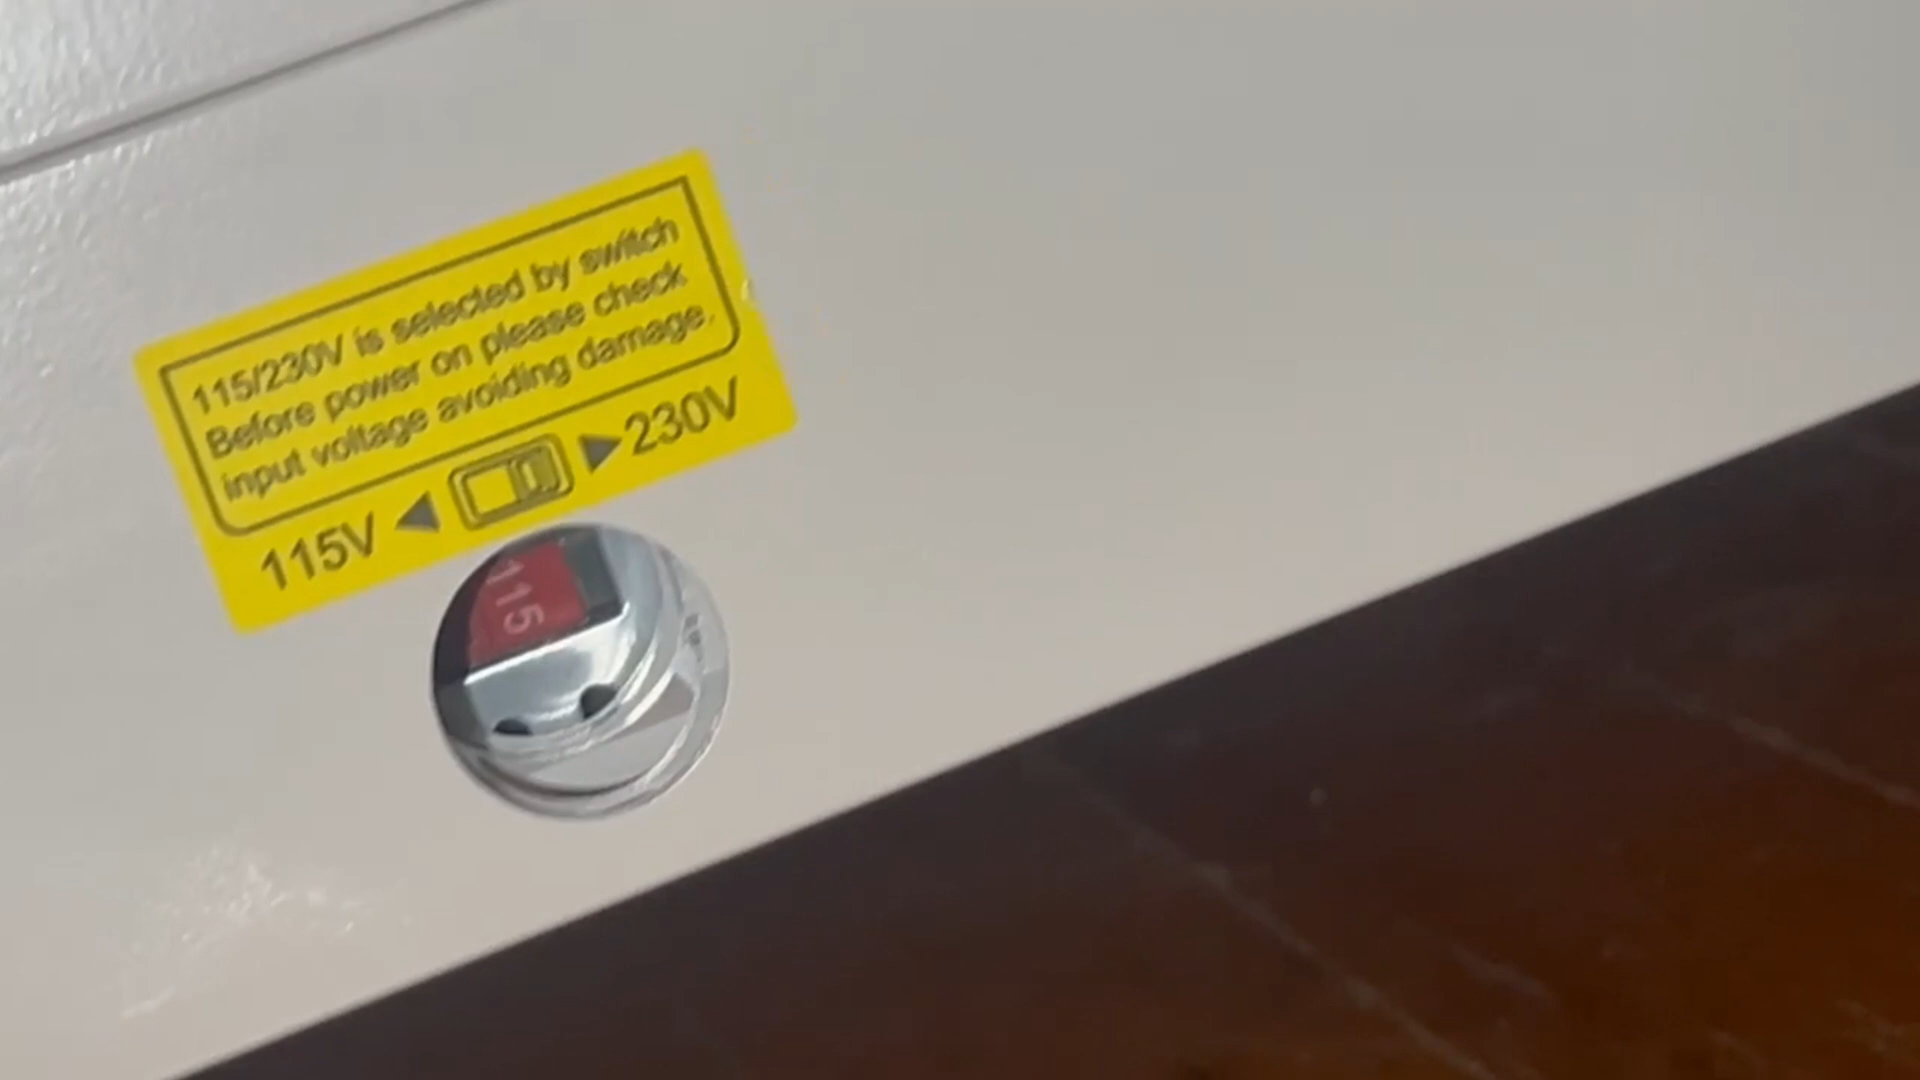 115/230V is selected by switch
Before power on please check
input voltage avoiding damage.
115V ◀ ▶ 230V
115